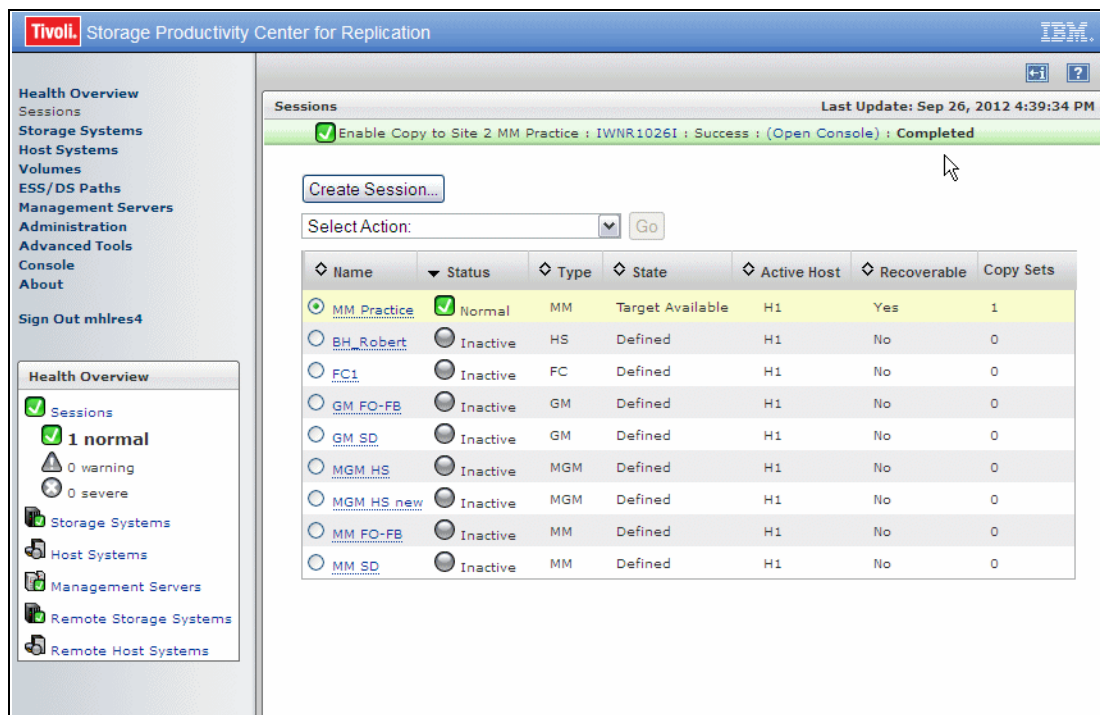 Tivoli. Storage Productivity Center for Replication
IBM.
Health Overview
Sessions
Storage Systems
Host Systems
Volumes
ESS/DS Paths
Management Servers
Administration
Advanced Tools
Console
About
Sign Out mhlres4
Health Overview
Sessions
1 normal
0 warning
0 severe
Storage Systems
Host Systems
Management Servers
Remote Storage Systems
Remote Host Systems
?
Sessions Last Update: Sep 26, 2012 4:39:34 PM
Enable Copy to Site 2 MM Practice : IWNR1026I : Success : (Open Console) : Completed
Create Session...
Select Action: Go
Name Status Type State Active Host Recoverable Copy Sets
MM Practice Normal MM Target Available H1 Yes 1
BH_Robert Inactive HS Defined H1 No 0
FC1 Inactive FC Defined H1 No 0
GM FO-FB Inactive GM Defined H1 No 0
GM SD Inactive GM Defined H1 No 0
MGM HS Inactive MGM Defined H1 No 0
MGM HS new Inactive MGM Defined H1 No 0
MM FO-FB Inactive MM Defined H1 No 0
MM SD Inactive MM Defined H1 No 0